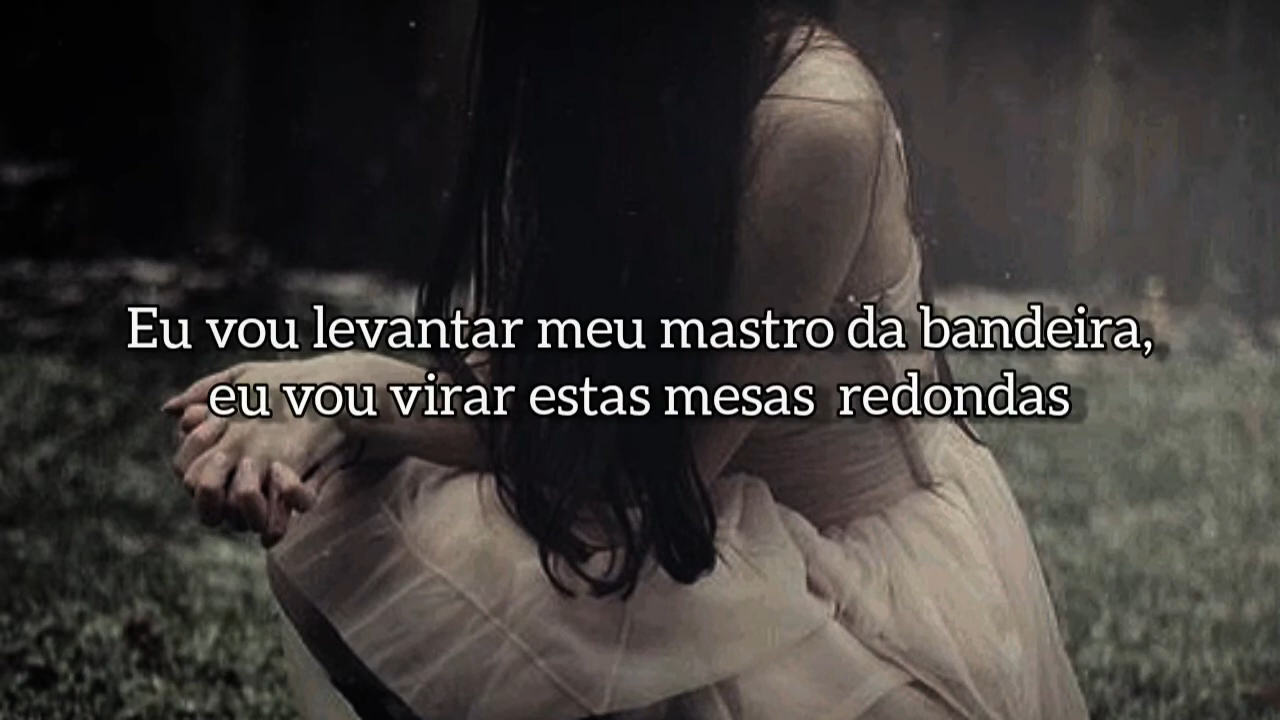 Eu vou levantar meu mastro da bandeira,
eu vou virar estas mesas redondas